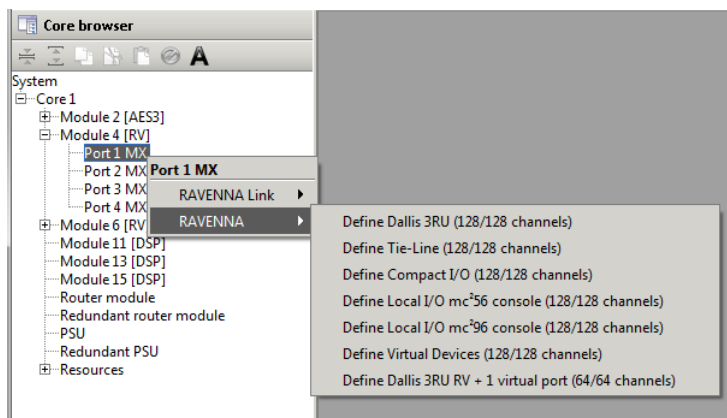 Core browser
A
System
Core 1
Module 2 [AES3]
Module 4 [RV]
Port 1 MX
Port 2 MX
Port 3 MX
Port 4 MX
Module 6 [RV
Module 11 [DSP]
Module 13 [DSP]
Module 15 [DSP]
Router module
Redundant router module
PSU
Redundant PSU
Resources
Port 1 MX
RAVENNA Link
RAVENNA
Define Dallis 3RU (128/128 channels)
Define Tie-Line (128/128 channels)
Define Compact I/O (128/128 channels)
Define Local I/O mc²56 console (128/128 channels)
Define Local I/O mc²96 console (128/128 channels)
Define Virtual Devices (128/128 channels)
Define Dallis 3RU RV + 1 virtual port (64/64 channels)